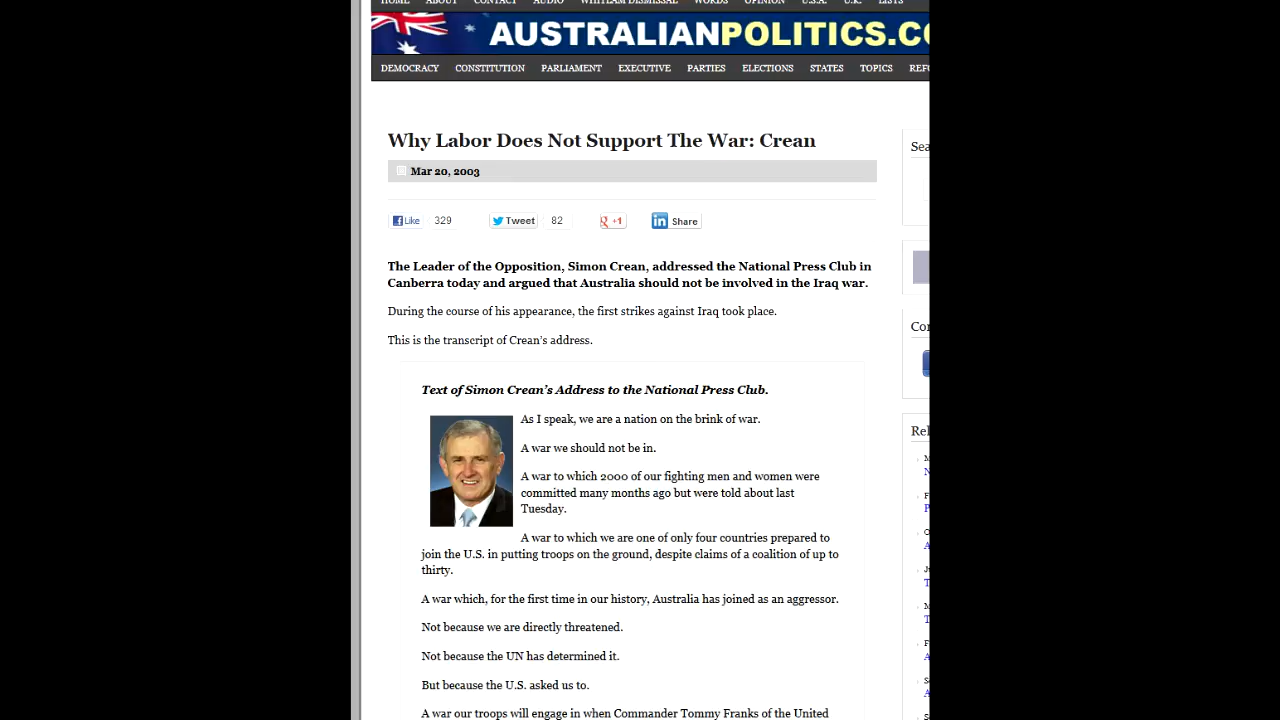 HOME ABOUT CONTACT AUDIO WHITLAM DISMISSAL WORDS OPINION U.S.A. U.K. LISTS
AUSTRALIANPOLITICS.CO
DEMOCRACY CONSTITUTION PARLIAMENT EXECUTIVE PARTIES ELECTIONS STATES TOPICS REFE
Why Labor Does Not Support The War: Crean
Sea
Mar 20, 2003
Like 329 Tweet 82 +1 Share
The Leader of the Opposition, Simon Crean, addressed the National Press Club in
Canberra today and argued that Australia should not be involved in the Iraq war.
During the course of his appearance, the first strikes against Iraq took place.
Con
This is the transcript of Crean's address.
Text of Simon Crean's Address to the National Press Club.
As I speak, we are a nation on the brink of war.
Rel
A war we should not be in.
A war to which 2000 of our fighting men and women were
committed many months ago but were told about last
Tuesday.
A war to which we are one of only four countries prepared to
join the U.S. in putting troops on the ground, despite claims of a coalition of up to
thirty.
A war which, for the first time in our history, Australia has joined as an aggressor.
Not because we are directly threatened.
Not because the UN has determined it.
But because the U.S. asked us to.
A war our troops will engage in when Commander Tommy Franks of the United